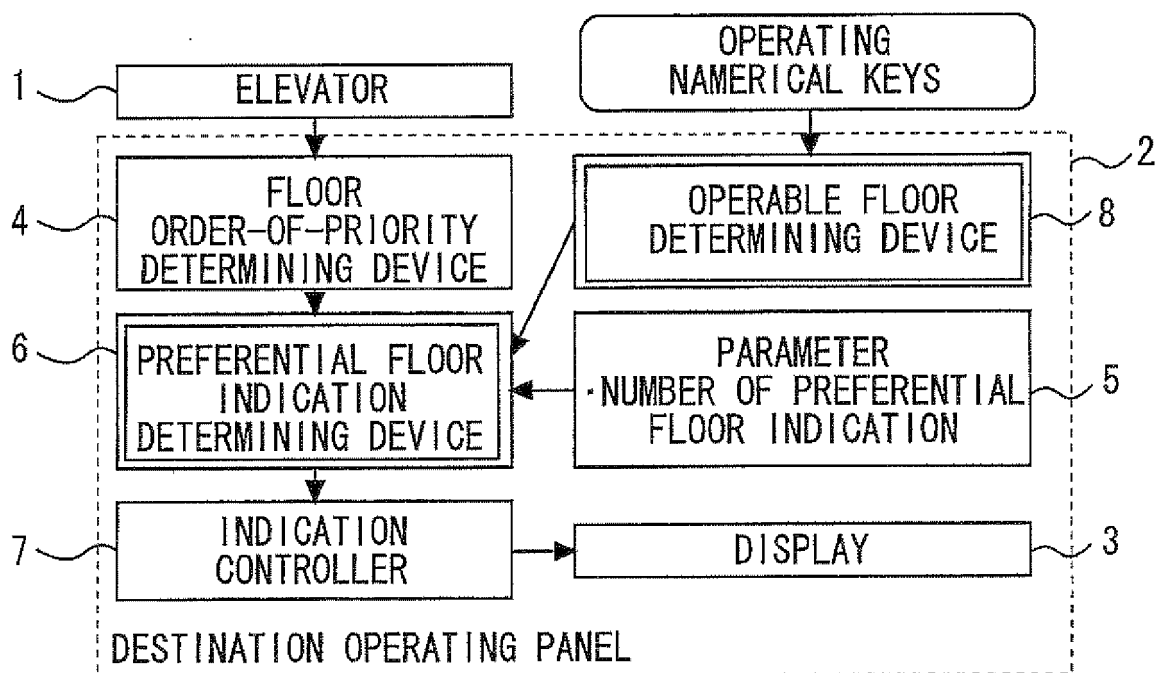 OPERATING
NAMERICAL KEYS
1
ELEVATOR
2
FLOOR
ORDER-OF-PRIORITY
DETERMINING DEVICE
4
OPERABLE FLOOR
DETERMINING DEVICE
8
6
PREFERENTIAL FLOOR
INDICATION
DETERMINING DEVICE
PARAMETER
·NUMBER OF PREFERENTIAL
FLOOR INDICATION
5
7
INDICATION
CONTROLLER
DISPLAY
3
DESTINATION OPERATING PANEL